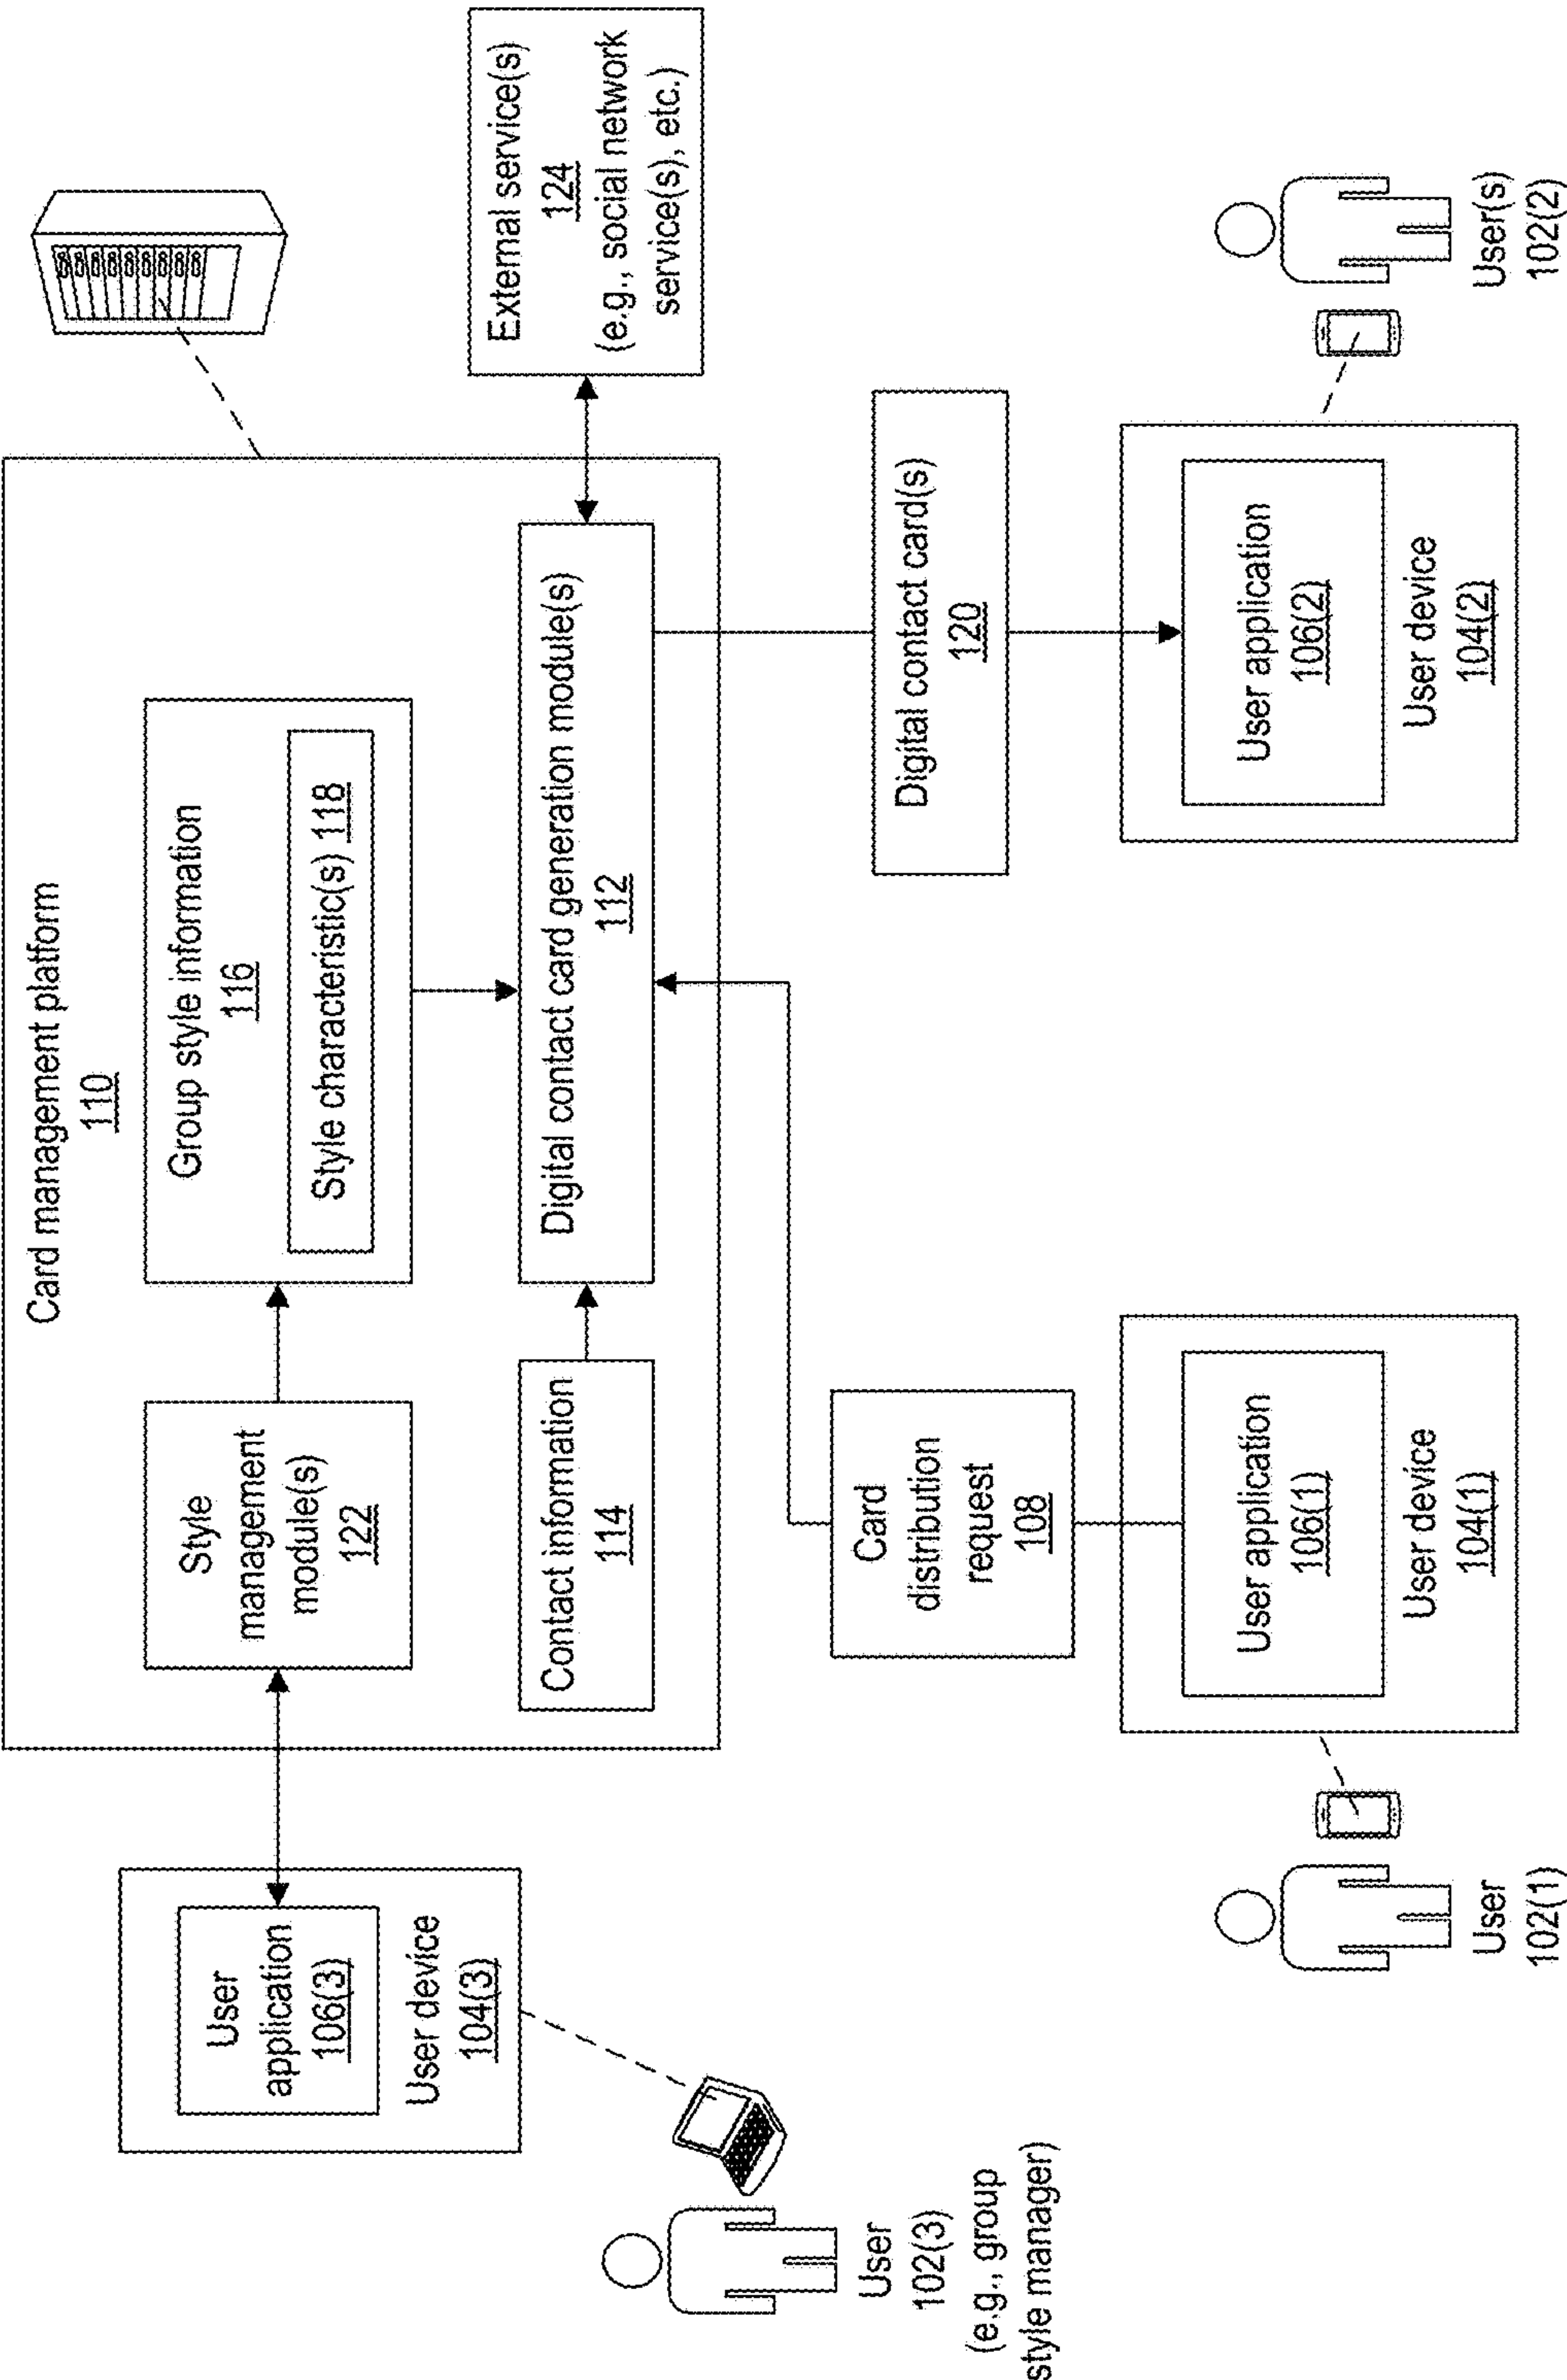 Card management platform
110
User
application
106(3)
User device
104(3)
Style
management
module(s)
122
Group style information
116
Style characteristic(s) 118
Contact information
114
Digital contact card generation module(s)
112
External service(s)
124
(e.g., social network
service(s), etc.)
User
102(3)
(e.g., group
style manager)
Card
distribution
request
108
Digital contact card(s)
120
User application
106(1)
User device
104(1)
User
102(1)
User application
106(2)
User device
104(2)
User(s)
102(2)